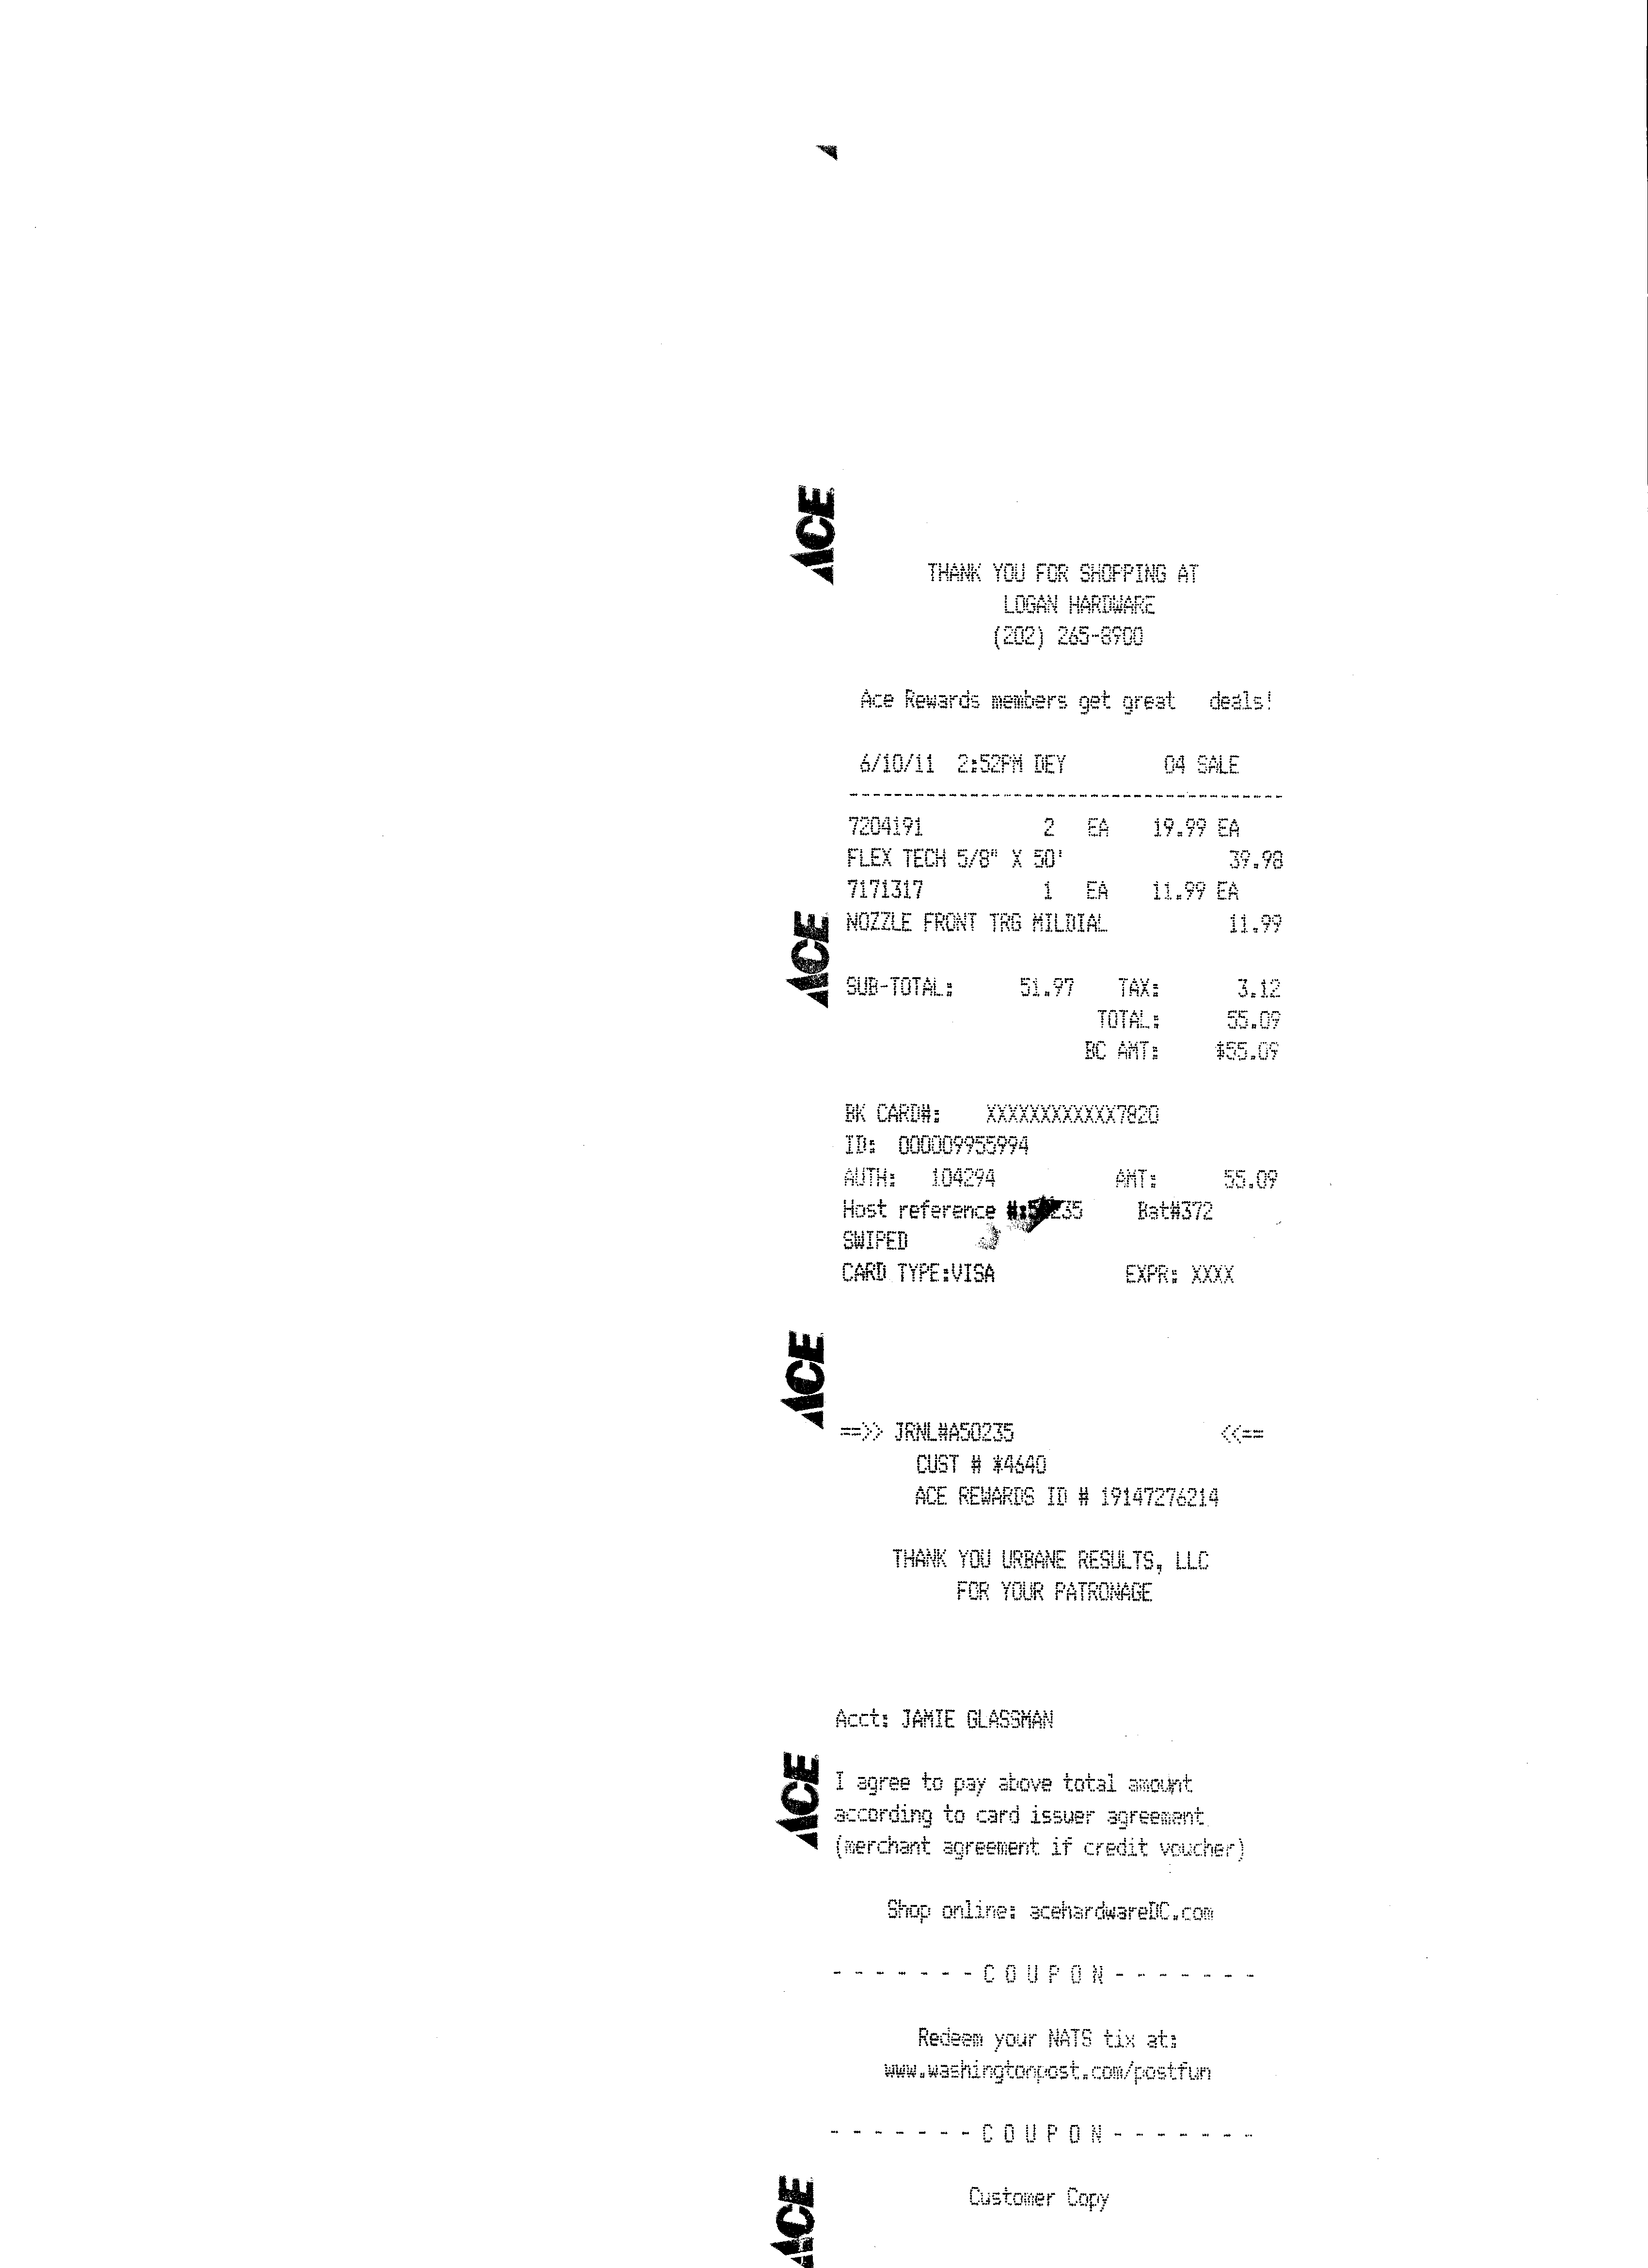 ACE
THANK YOU FOR SHOPPING AT
LOGAN HARDWARE
(202) 265-8900
Ace Rewards members get great deals!
6/10/11 2:52PM DEY 04 SALE
----------------------------------------
7204191 2 EA 19.99 EA
FLEX TECH 5/8" X 50' 39.98
7171317 1 EA 11.99 EA
ACE
NOZZLE FRONT TRG MILDIAL 11.99
SUB-TOTAL: 51.97 TAX: 3.12
TOTAL: 55.09
BC AMT: $55.09
BK CARD#: XXXXXXXXXXXX7820
ID: 000009955994
AUTH: 104294 AMT: 55.09
Host reference #:50235 Bat#372
SWIPED
CARD TYPE:VISA EXPR: XXXX
ACE
==>> JRNL#A50235 <<==
CUST # *4640
ACE REWARDS ID # 19147276214
THANK YOU URBANE RESULTS, LLC
FOR YOUR PATRONAGE
Acct: JAMIE GLASSMAN
ACE
I agree to pay above total amount
according to card issuer agreement
(merchant agreement if credit voucher)
Shop online: acehardwareDC.com
- - - - - - - C O U P O N - - - - - - -
Redeem your NATS tix at:
www.washingtonpost.com/postfun
- - - - - - - C O U P O N - - - - - - -
Customer Copy
ACE